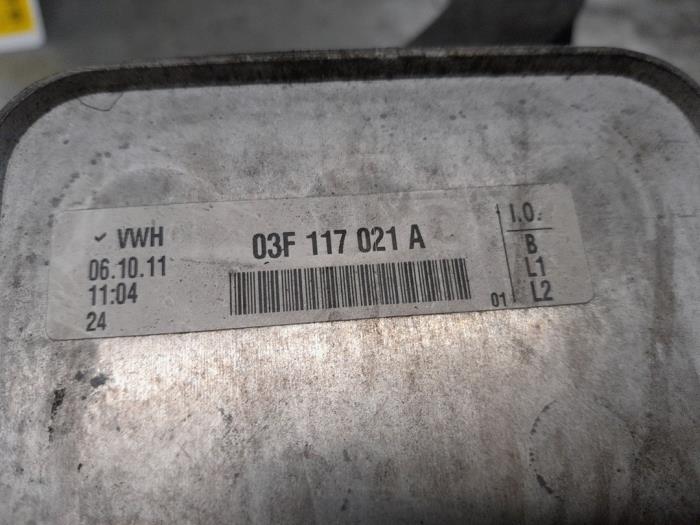 ✓ VWH
06.10.11
11:04
24
03F 117 021 A
I.O.
B
L1
01 L2